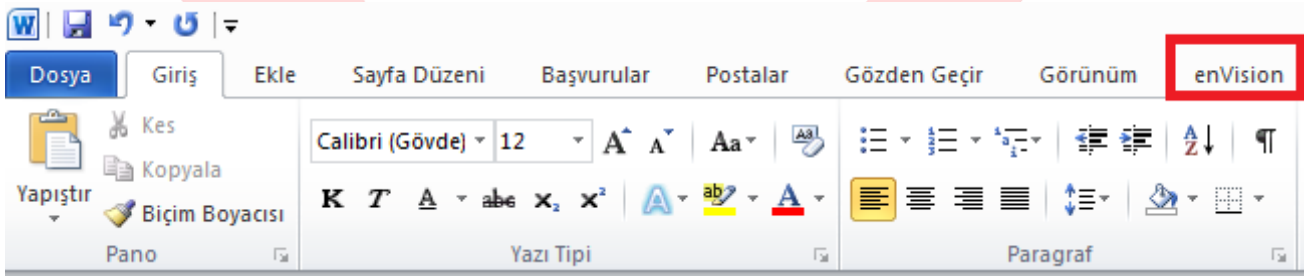 W
Dosya Giriş Ekle Sayfa Düzeni Başvurular Postalar Gözden Geçir Görünüm enVision
Yapıştır
Kes
Kopyala
Biçim Boyacısı
Pano
Calibri (Gövde) 12 A A Aa
K T A abc X₂ X² A ab A
Yazı Tipi
A Z ¶
Paragraf